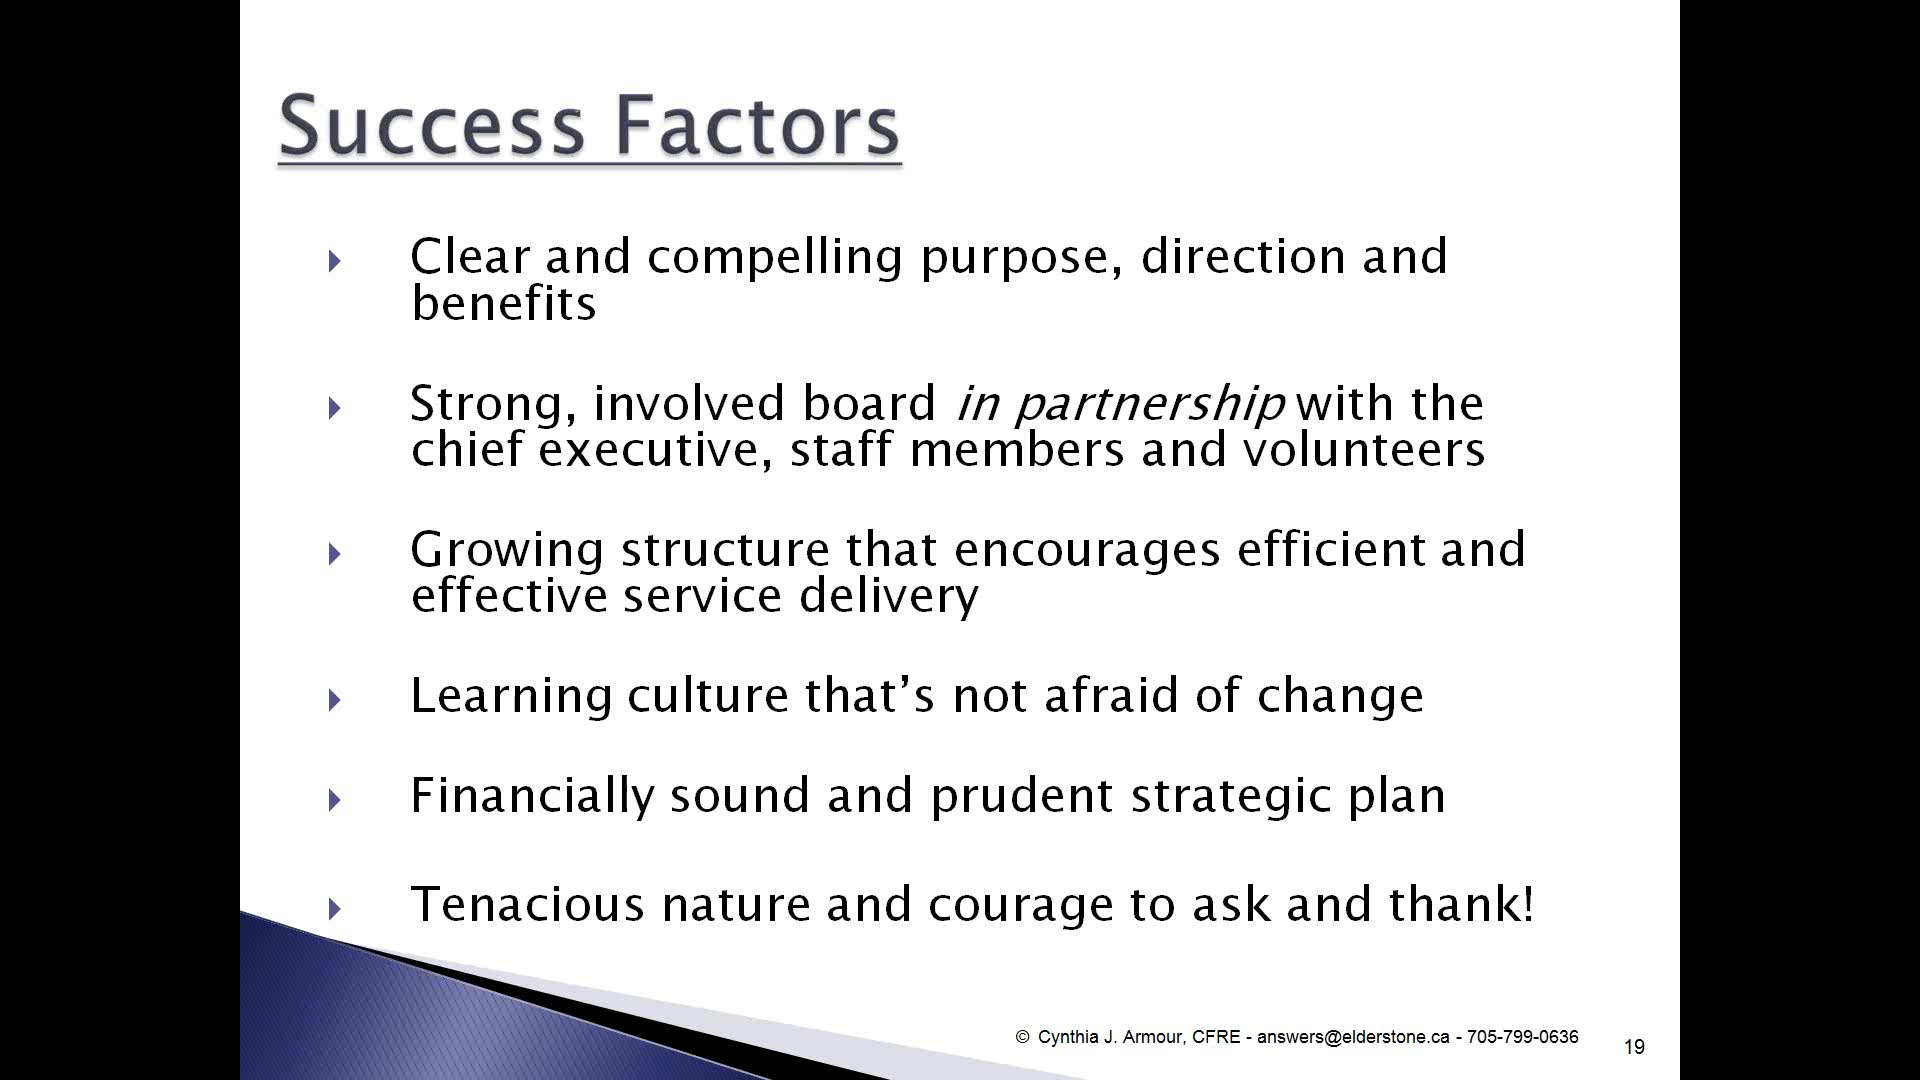 Success Factors
Clear and compelling purpose, direction and
benefits
Strong, involved board in partnership with the
chief executive, staff members and volunteers
Growing structure that encourages efficient and
effective service delivery
Learning culture that’s not afraid of change
Financially sound and prudent strategic plan
Tenacious nature and courage to ask and thank!
© Cynthia J. Armour, CFRE - answers@elderstone.ca - 705-799-0636
19